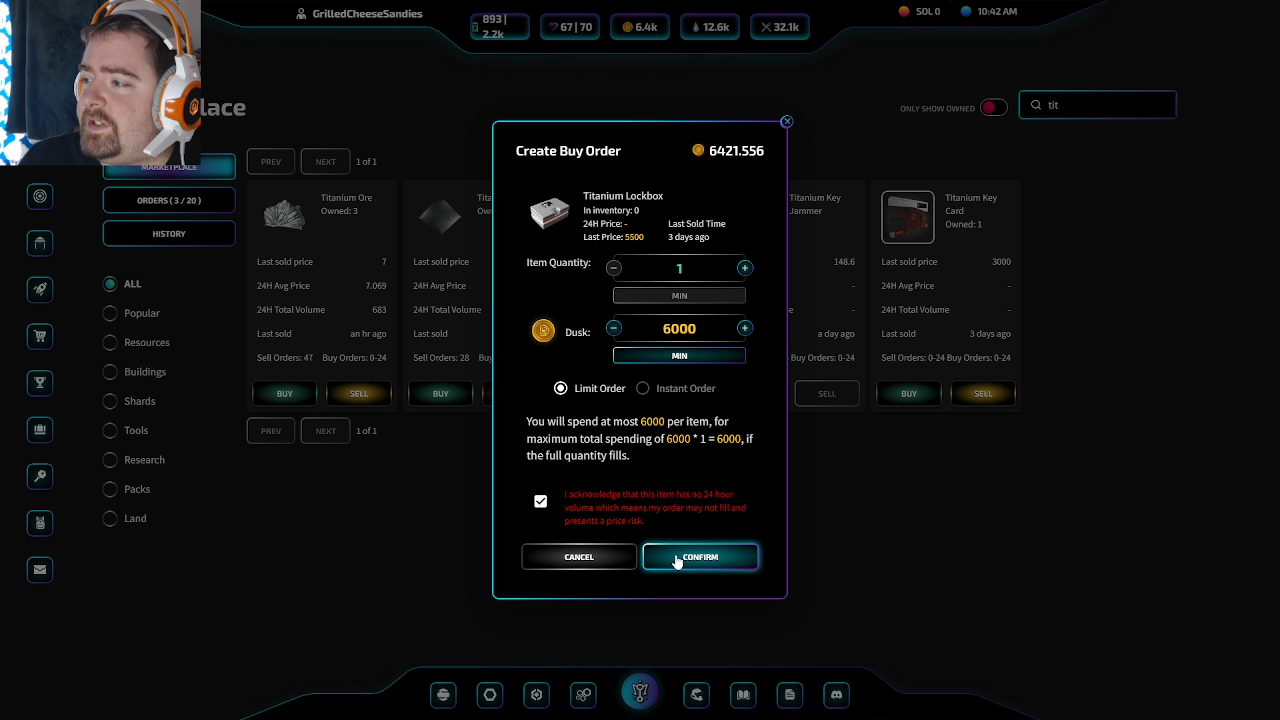 GrilledCheeseSandies
893 |
2.2k
67 | 70
6.4k
12.6k
32.1k
SOL 0
10:42 AM
lace
ONLY SHOW OWNED
tit
MARKETPLACE
ORDERS ( 3 / 20 )
HISTORY
ALL
Popular
Resources
Buildings
Shards
Tools
Research
Packs
Land
PREV
NEXT
1 of 1
Titanium Ore
Owned: 3
Last sold price
7
24H Avg Price
7.069
24H Total Volume
683
Last sold
an hr ago
Sell Orders: 47
Buy Orders: 0-24
BUY
SELL
Last sold price
24H Avg Price
24H Total Volume
Last sold
Sell Orders: 28
BUY
Create Buy Order
6421.556
Titanium Lockbox
In inventory: 0
24H Price: -
Last Sold Time
Last Price: 5500
3 days ago
Item Quantity:
1
MIN
Dusk:
6000
MIN
Limit Order
Instant Order
You will spend at most 6000 per item, for
maximum total spending of 6000 * 1 = 6000, if
the full quantity fills.
I acknowledge that this item has no 24 hour
volume which means my order may not fill and
presents a price risk.
CANCEL
CONFIRM
Titanium Key
Jammer
148.6
-
-
a day ago
Buy Orders: 0-24
SELL
Titanium Key
Card
Owned: 1
Last sold price
3000
24H Avg Price
-
24H Total Volume
-
Last sold
3 days ago
Sell Orders: 0-24
Buy Orders: 0-24
BUY
SELL
PREV
NEXT
1 of 1